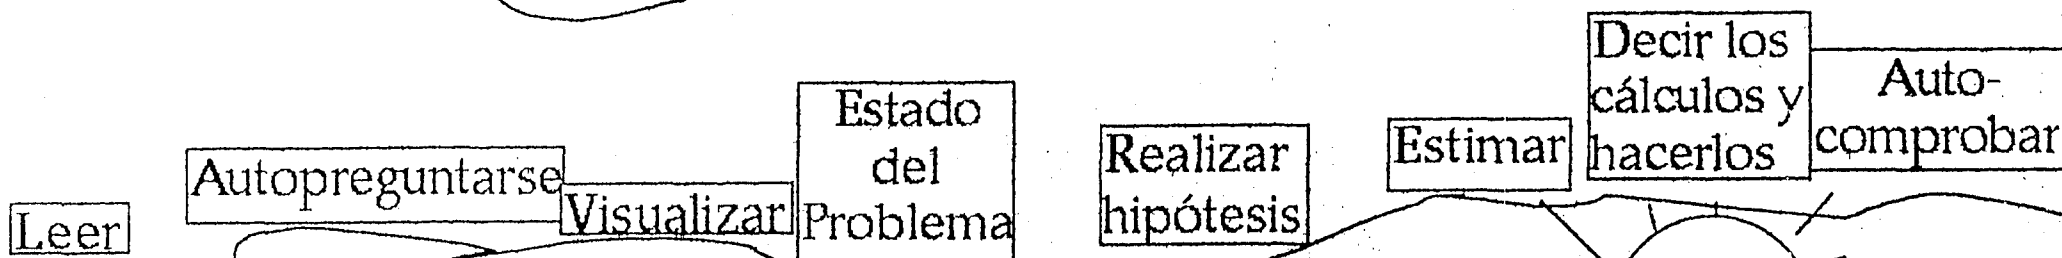 Leer
Autopreguntarse
Visualizar
Estado
del
Problema
Realizar
hipótesis
Estimar
Decir los
cálculos y
hacerlos
Auto-
comprobar